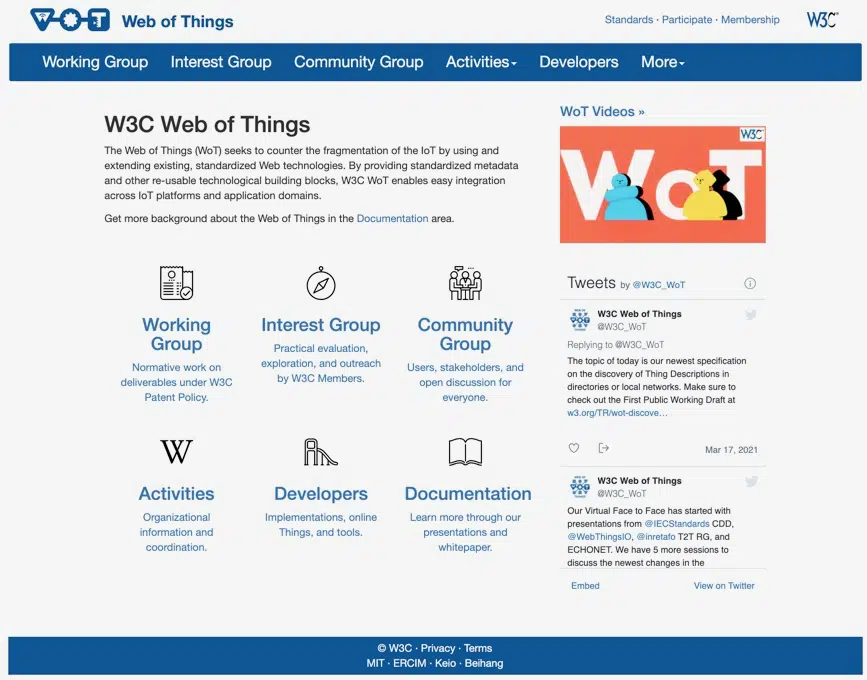 WOT Web of Things
Standards · Participate · Membership
W3C
Working Group Interest Group Community Group Activities Developers More
W3C Web of Things
The Web of Things (WoT) seeks to counter the fragmentation of the IoT by using and
extending existing, standardized Web technologies. By providing standardized metadata
and other re-usable technological building blocks, W3C WoT enables easy integration
across IoT platforms and application domains.
Get more background about the Web of Things in the Documentation area.
Working
Group
Normative work on
deliverables under W3C
Patent Policy.
Interest Group
Practical evaluation,
exploration, and outreach
by W3C Members.
Community
Group
Users, stakeholders, and
open discussion for
everyone.
W
Activities
Organizational
information and
coordination.
Developers
Implementations, online
Things, and tools.
Documentation
Learn more through our
presentations and
whitepaper.
WoT Videos »
W3C
WoT
Tweets by @W3C_WoT
W3C Web of Things
@W3C_WoT
Replying to @W3C_WoT
The topic of today is our newest specification
on the discovery of Thing Descriptions in
directories or local networks. Make sure to
check out the First Public Working Draft at
w3.org/TR/wot-discove…
Mar 17, 2021
W3C Web of Things
@W3C_WoT
Our Virtual Face to Face has started with
presentations from @IECStandards CDD,
@WebThingsIO, @inretafo T2T RG, and
ECHONET. We have 5 more sessions to
discuss the newest changes in the
Embed View on Twitter
© W3C · Privacy · Terms
MIT · ERCIM · Keio · Beihang